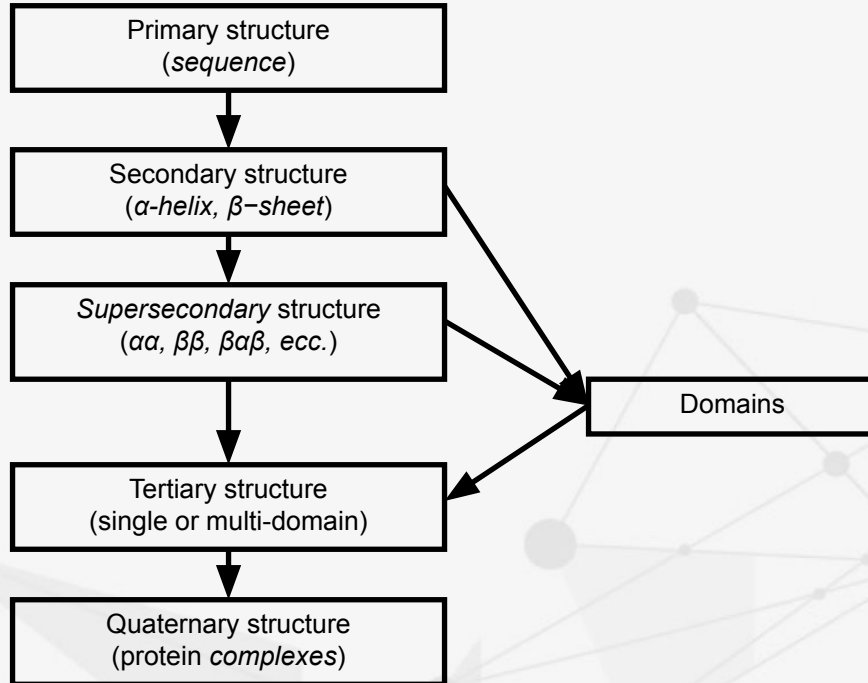 Primary structure
(sequence)
Secondary structure
(α-helix, β−sheet)
Supersecondary structure
(αα, ββ, βαβ, ecc.)
Domains
Tertiary structure
(single or multi-domain)
Quaternary structure
(protein complexes)